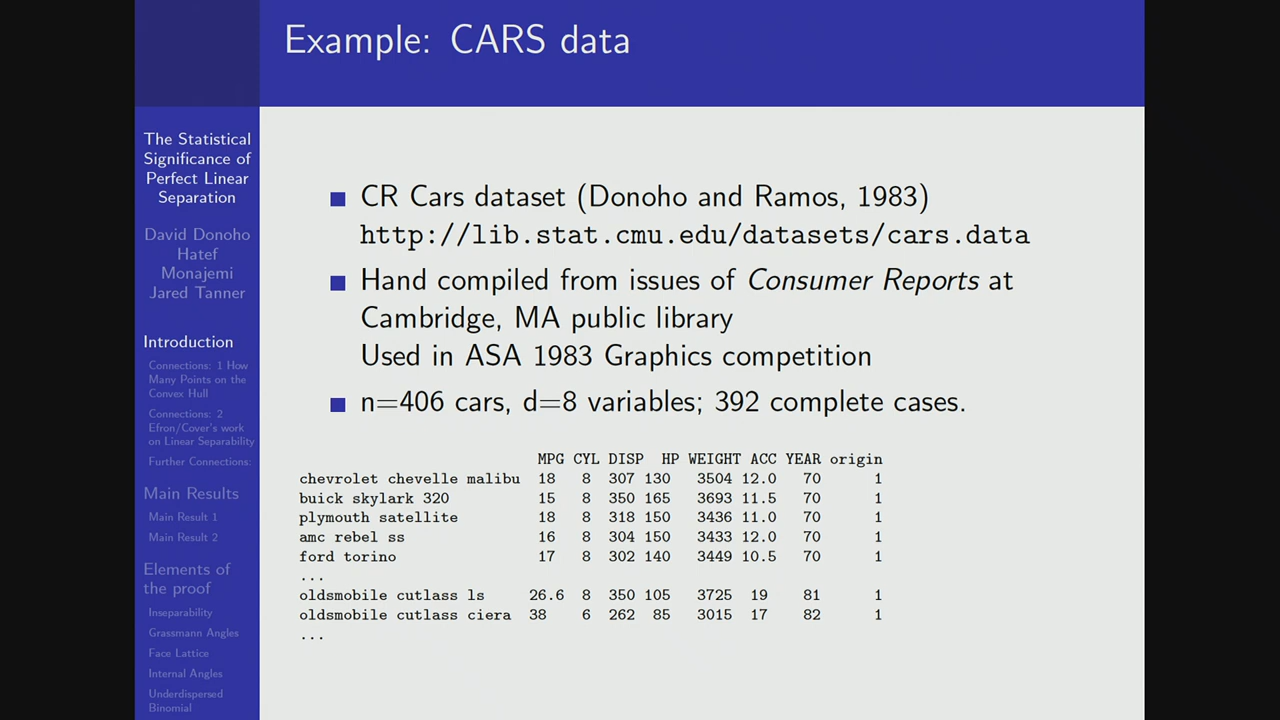 Example: CARS data
The Statistical
Significance of
Perfect Linear
Separation
David Donoho
Hatef
Monajemi
Jared Tanner
Introduction
Connections: 1 How
Many Points on the
Convex Hull
Connections: 2
Efron/Cover's work
on Linear Separability
Further Connections:
Main Results
Main Result 1
Main Result 2
Elements of
the proof
Inseparability
Grassmann Angles
Face Lattice
Internal Angles
Underdispersed
Binomial
CR Cars dataset (Donoho and Ramos, 1983)
http://lib.stat.cmu.edu/datasets/cars.data
Hand compiled from issues of Consumer Reports at
Cambridge, MA public library
Used in ASA 1983 Graphics competition
n=406 cars, d=8 variables; 392 complete cases.
MPG CYL DISP HP WEIGHT ACC YEAR origin
chevrolet chevelle malibu 18 8 307 130 3504 12.0 70 1
buick skylark 320 15 8 350 165 3693 11.5 70 1
plymouth satellite 18 8 318 150 3436 11.0 70 1
amc rebel ss 16 8 304 150 3433 12.0 70 1
ford torino 17 8 302 140 3449 10.5 70 1
...
oldsmobile cutlass ls 26.6 8 350 105 3725 19 81 1
oldsmobile cutlass ciera 38 6 262 85 3015 17 82 1
...